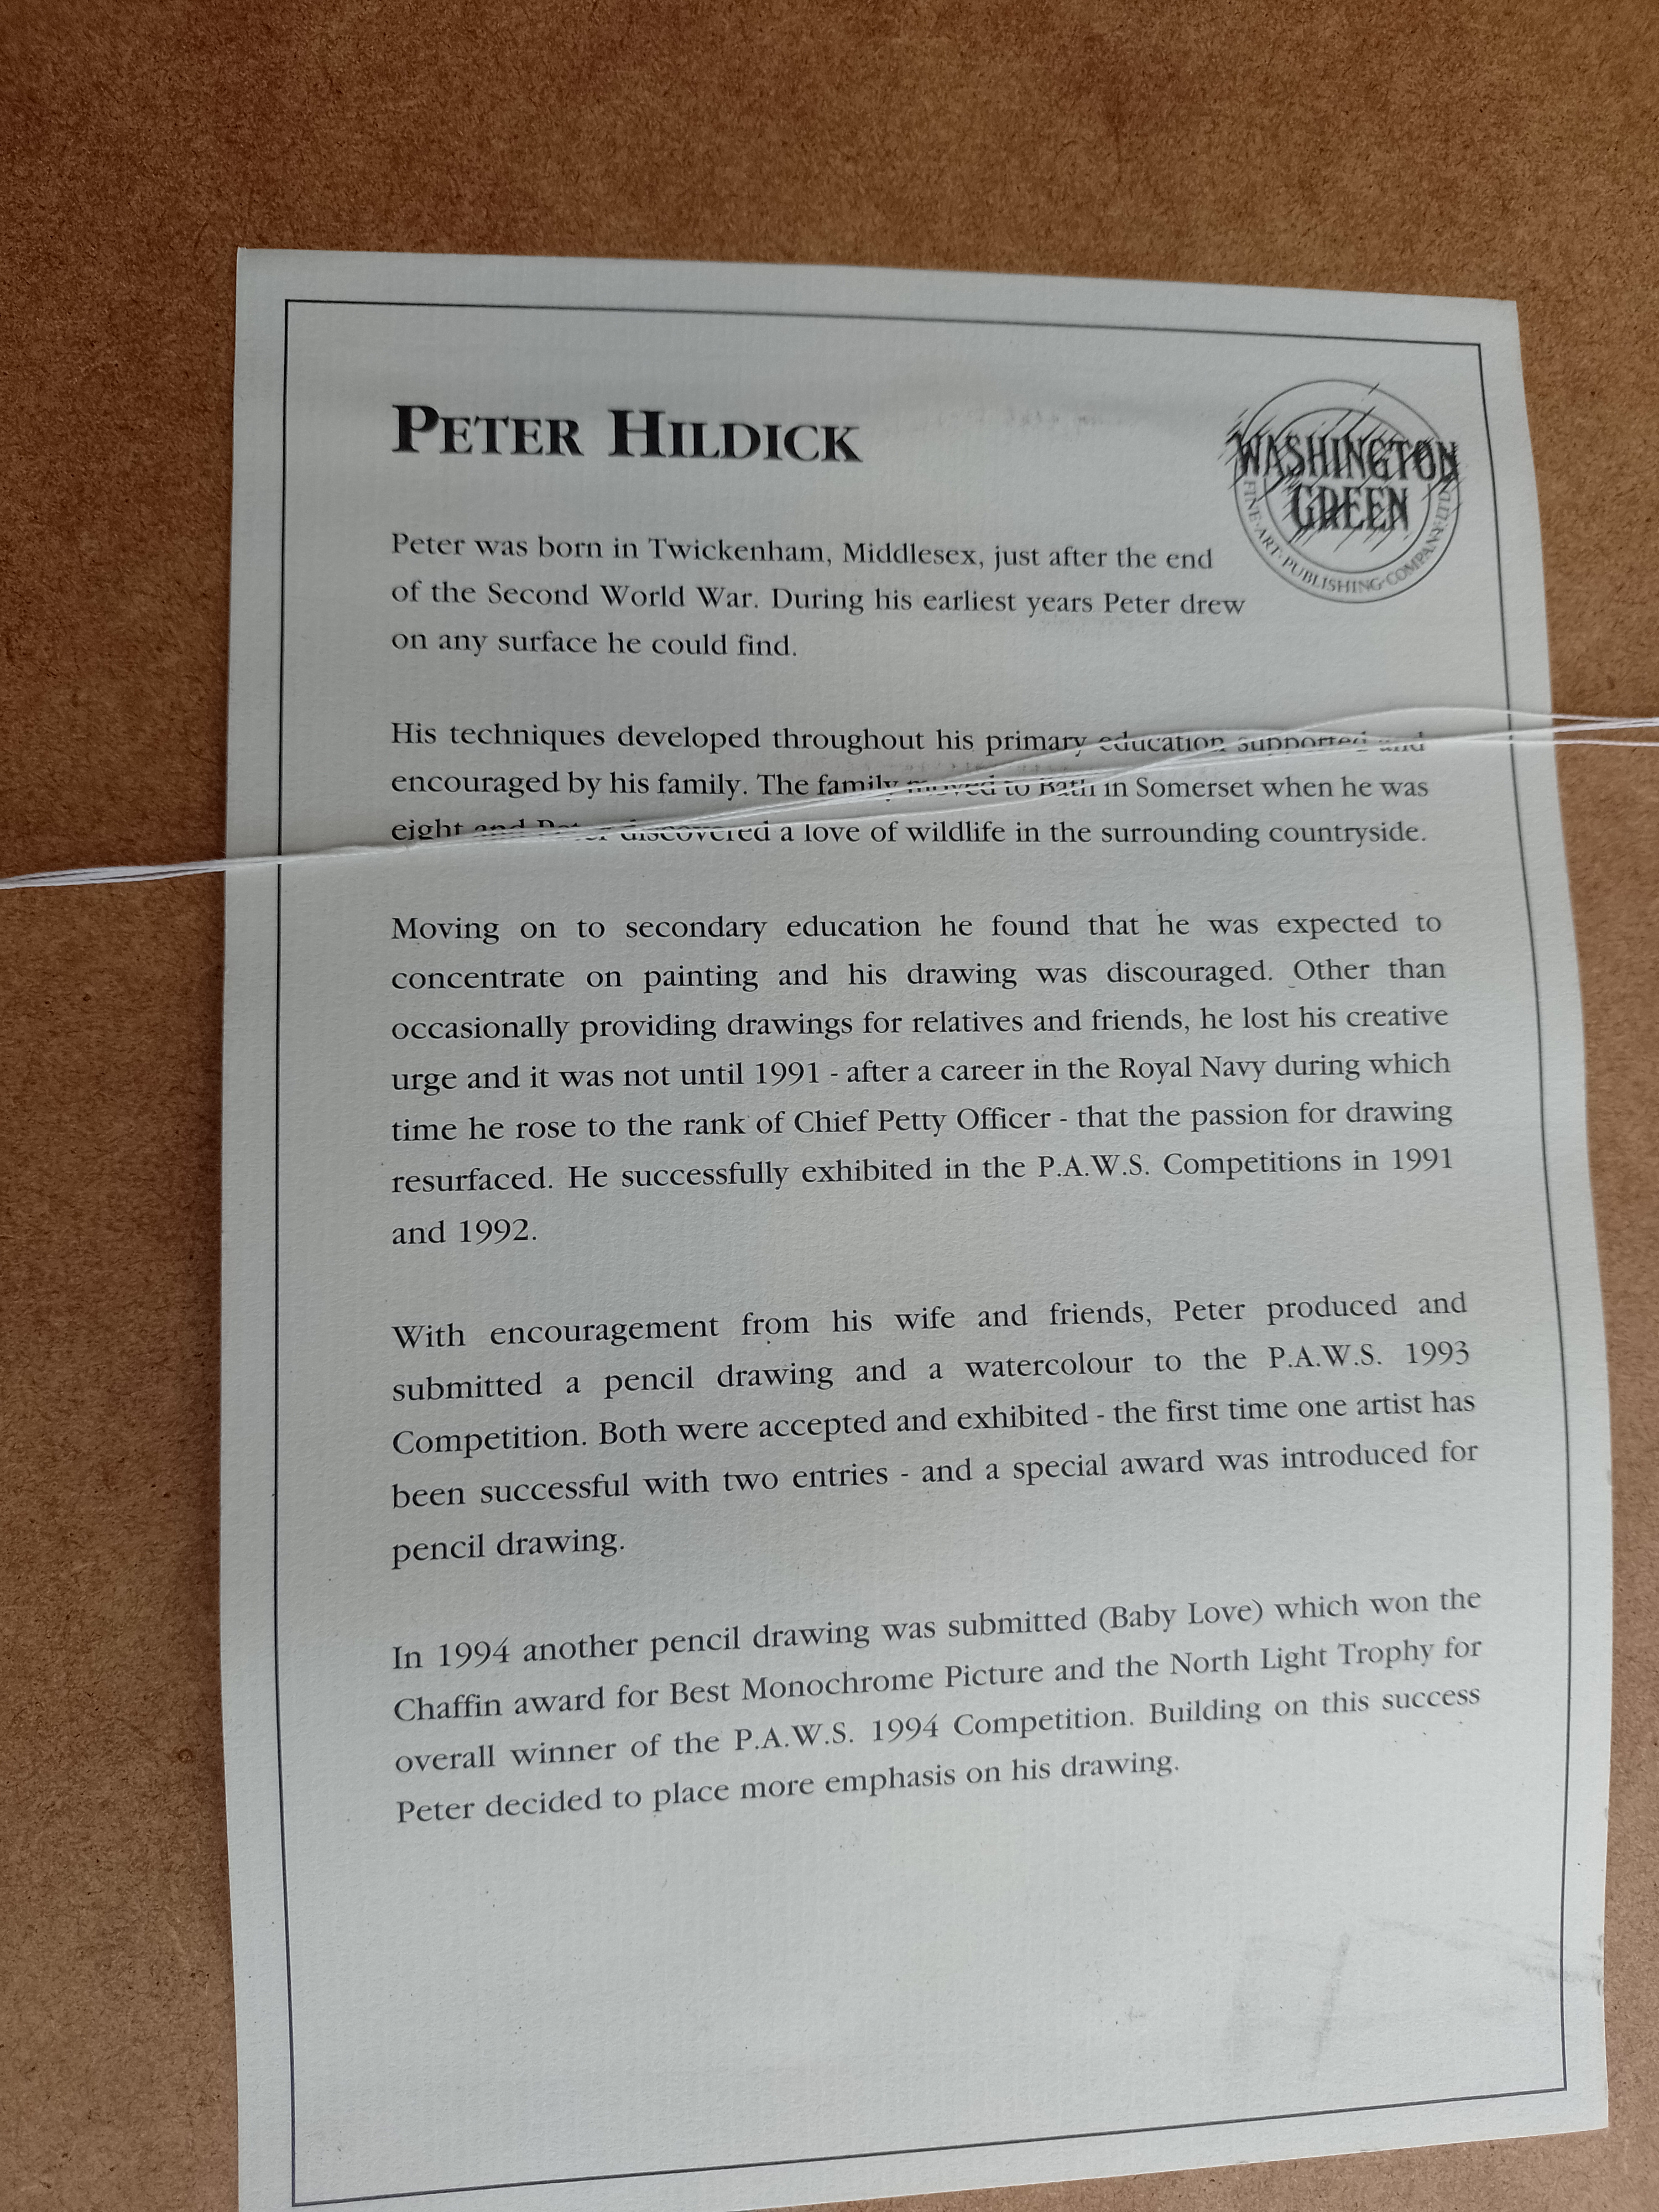 PETER HILDICK
WASHINGTON
GREEN
FINE·ART·PUBLISHING·COMPANY·LTD
Peter was born in Twickenham, Middlesex, just after the end
of the Second World War. During his earliest years Peter drew
on any surface he could find.
His techniques developed throughout his primary education supported and
encouraged by his family. The family moved to Bath in Somerset when he was
eight and Peter discovered a love of wildlife in the surrounding countryside.
Moving on to secondary education he found that he was expected to
concentrate on painting and his drawing was discouraged. Other than
occasionally providing drawings for relatives and friends, he lost his creative
urge and it was not until 1991 - after a career in the Royal Navy during which
time he rose to the rank of Chief Petty Officer - that the passion for drawing
resurfaced. He successfully exhibited in the P.A.W.S. Competitions in 1991
and 1992.
With encouragement from his wife and friends, Peter produced and
submitted a pencil drawing and a watercolour to the P.A.W.S. 1993
Competition. Both were accepted and exhibited - the first time one artist has
been successful with two entries - and a special award was introduced for
pencil drawing.
In 1994 another pencil drawing was submitted (Baby Love) which won the
Chaffin award for Best Monochrome Picture and the North Light Trophy for
overall winner of the P.A.W.S. 1994 Competition. Building on this success
Peter decided to place more emphasis on his drawing.